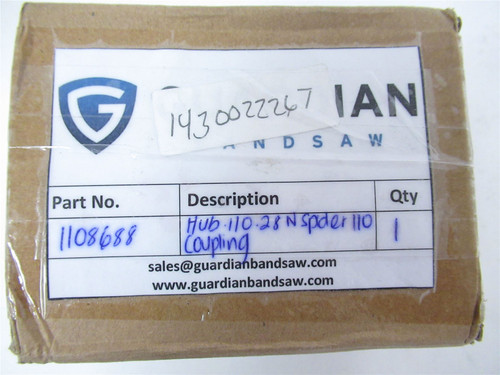 G
G IAN
1430022267
ANDSAW
Part No. Description Qty
1108688 Hub 110-28 N spider 110 1
Coupling
sales@guardianbandsaw.com
www.guardianbandsaw.com